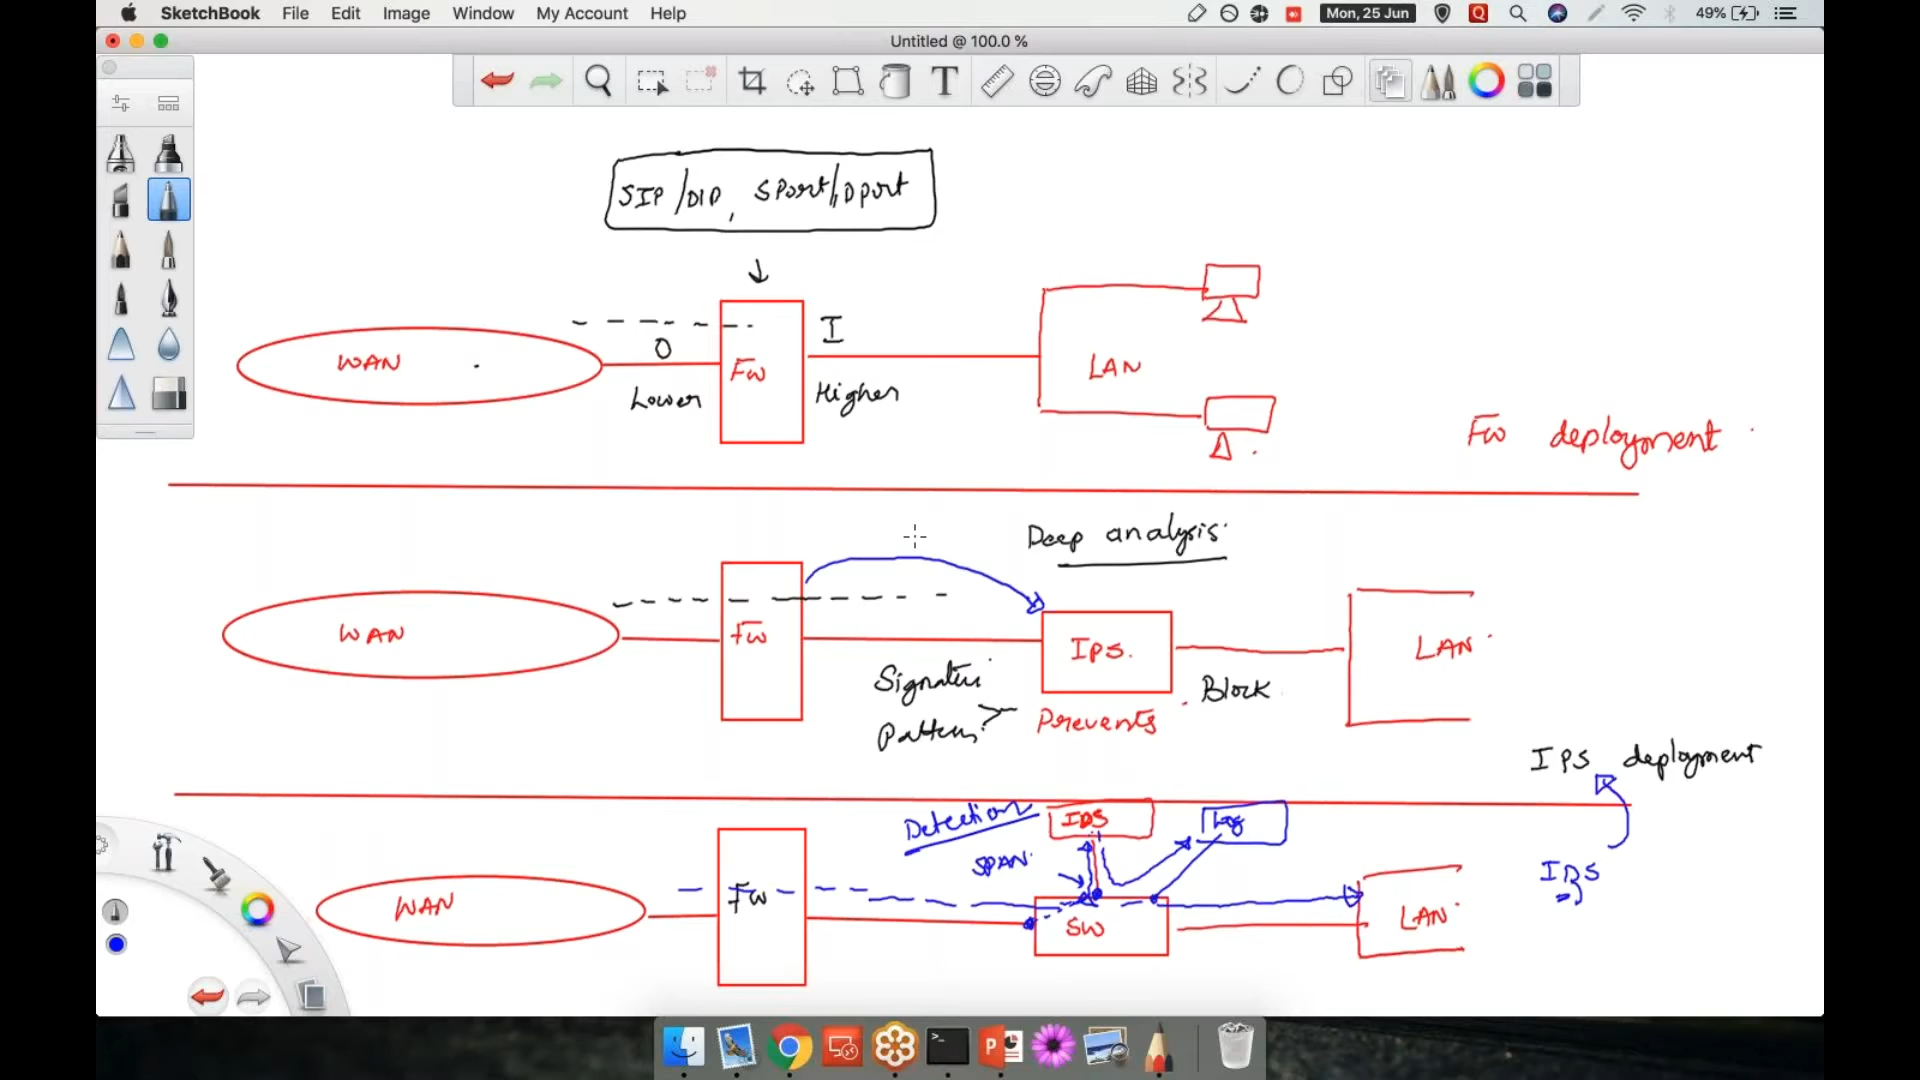 SketchBook File Edit Image Window My Account Help
Mon, 25 Jun 49%
Untitled @ 100.0 %
SIP/DIP, SPort/DPort
WAN O FW I LAN
Lower Higher
FW deployment
Deep analysis
WAN FW IPS. LAN
Signature Block
Pattern Prevents
IPS deployment
Detection IDS Log
SPAN
IDS
WAN FW SW LAN